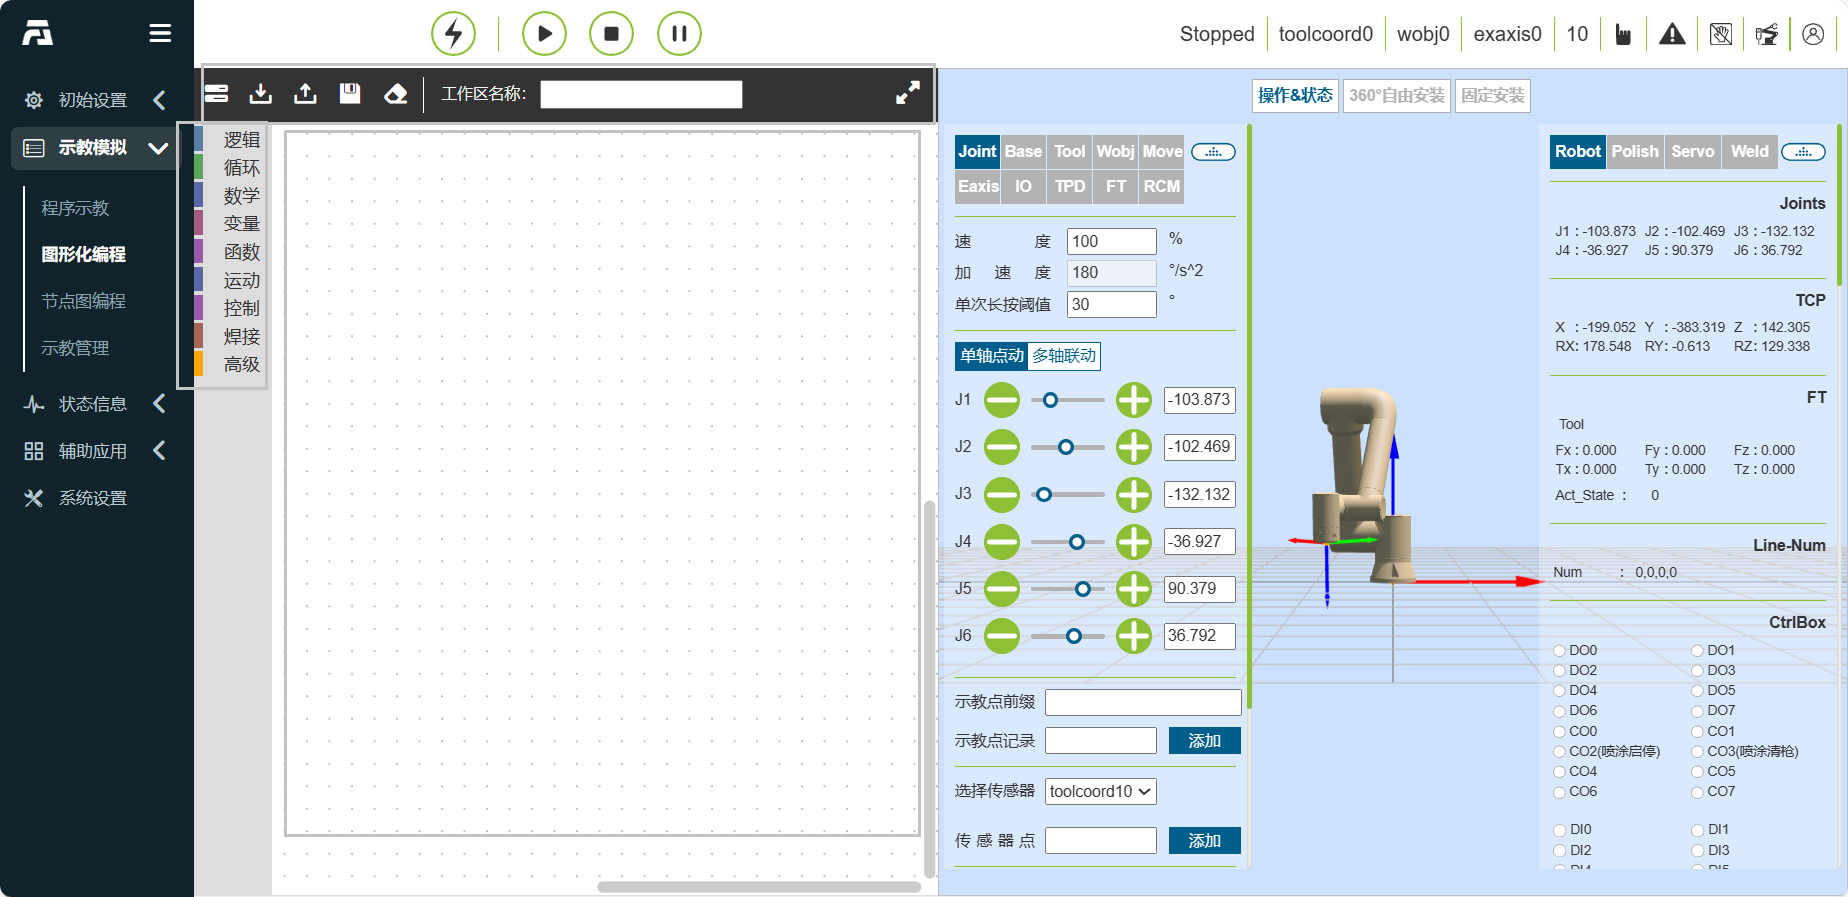 Stopped toolcoord0 wobj0 exaxis0 10
初始设置
示教模拟
程序示教
图形化编程
节点图编程
示教管理
状态信息
辅助应用
系统设置
工作区名称:
逻辑
循环
数学
变量
函数
运动
控制
焊接
高级
操作&状态 360°自由安装 固定安装
Joint Base Tool Wobj Move
Eaxis IO TPD FT RCM
速度 100 %
加速度 180 °/s^2
单次长按阈值 30 °
单轴点动 多轴联动
J1 -103.873
J2 -102.469
J3 -132.132
J4 -36.927
J5 90.379
J6 36.792
示教点前缀
示教点记录 添加
选择传感器 toolcoord10
传感器点 添加
Robot Polish Servo Weld
Joints
J1 : -103.873 J2 : -102.469 J3 : -132.132
J4 : -36.927 J5 : 90.379 J6 : 36.792
TCP
X : -199.052 Y : -383.319 Z : 142.305
RX: 178.548 RY: -0.613 RZ: 129.338
FT
Tool
Fx : 0.000 Fy : 0.000 Fz : 0.000
Tx : 0.000 Ty : 0.000 Tz : 0.000
Act_State : 0
Line-Num
Num : 0,0,0,0
CtrlBox
DO0 DO1
DO2 DO3
DO4 DO5
DO6 DO7
CO0 CO1
CO2(喷涂启停) CO3(喷涂清枪)
CO4 CO5
CO6 CO7
DI0 DI1
DI2 DI3
DI4 DI5